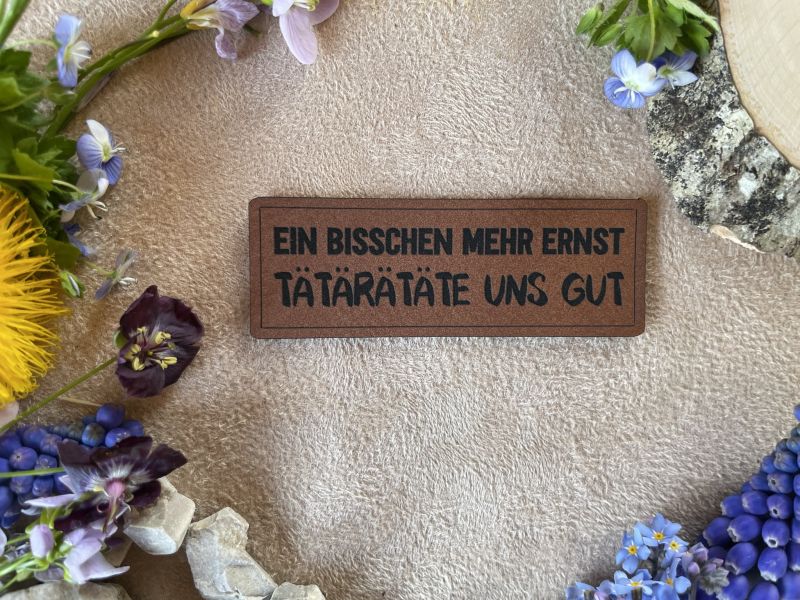 EIN BISSCHEN MEHR ERNST
TÄTÄRÄTÄTE UNS GUT